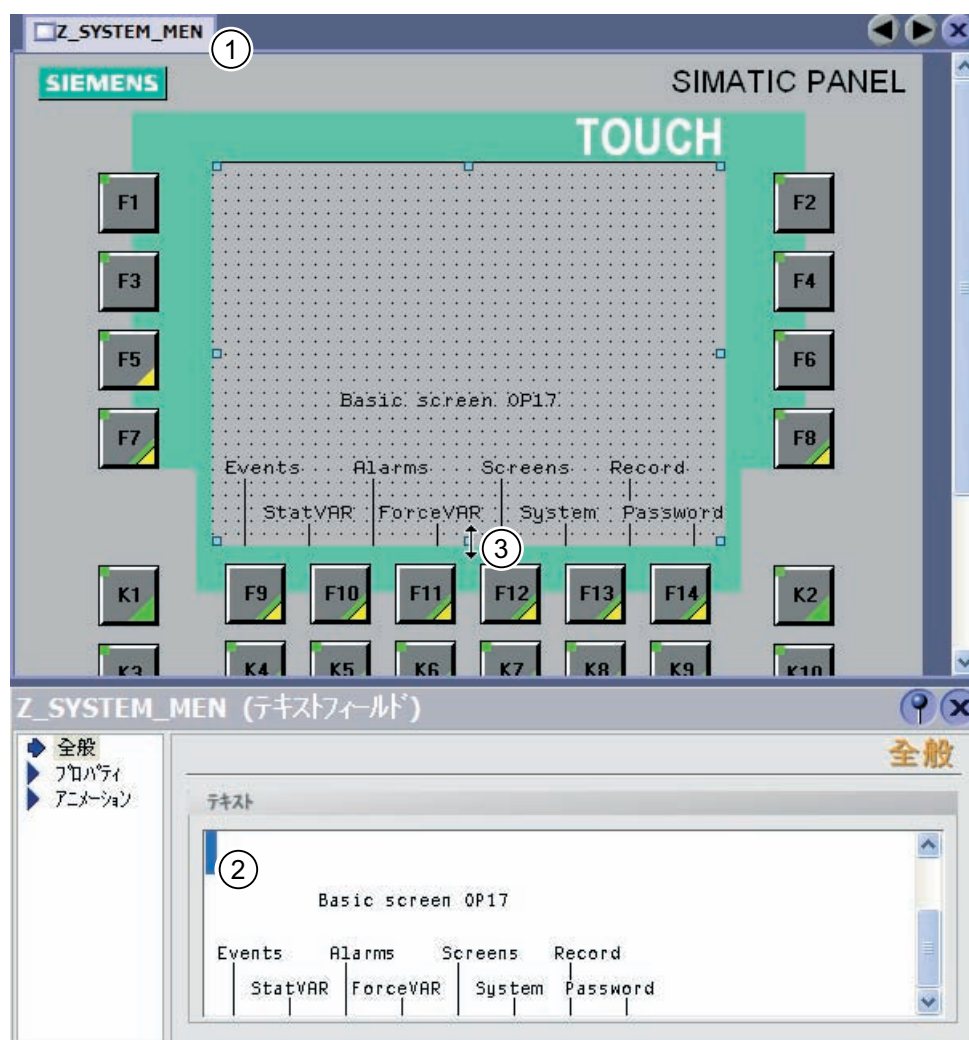 Z_SYSTEM_MEN
1
SIEMENS
SIMATIC PANEL
TOUCH
F1
F2
F3
F4
F5
F6
F7
F8
Basic screen OP17
Events Alarms Screens Record
StatVAR ForceVAR System Password
3
K1
F9
F10
F11
F12
F13
F14
K2
K3
K4
K5
K6
K7
K8
K9
K10
Z_SYSTEM_MEN (テキストフィールド)
全般
プロパティ
アニメーション
全般
テキスト
2
Basic screen OP17
Events Alarms Screens Record
StatVAR ForceVAR System Password